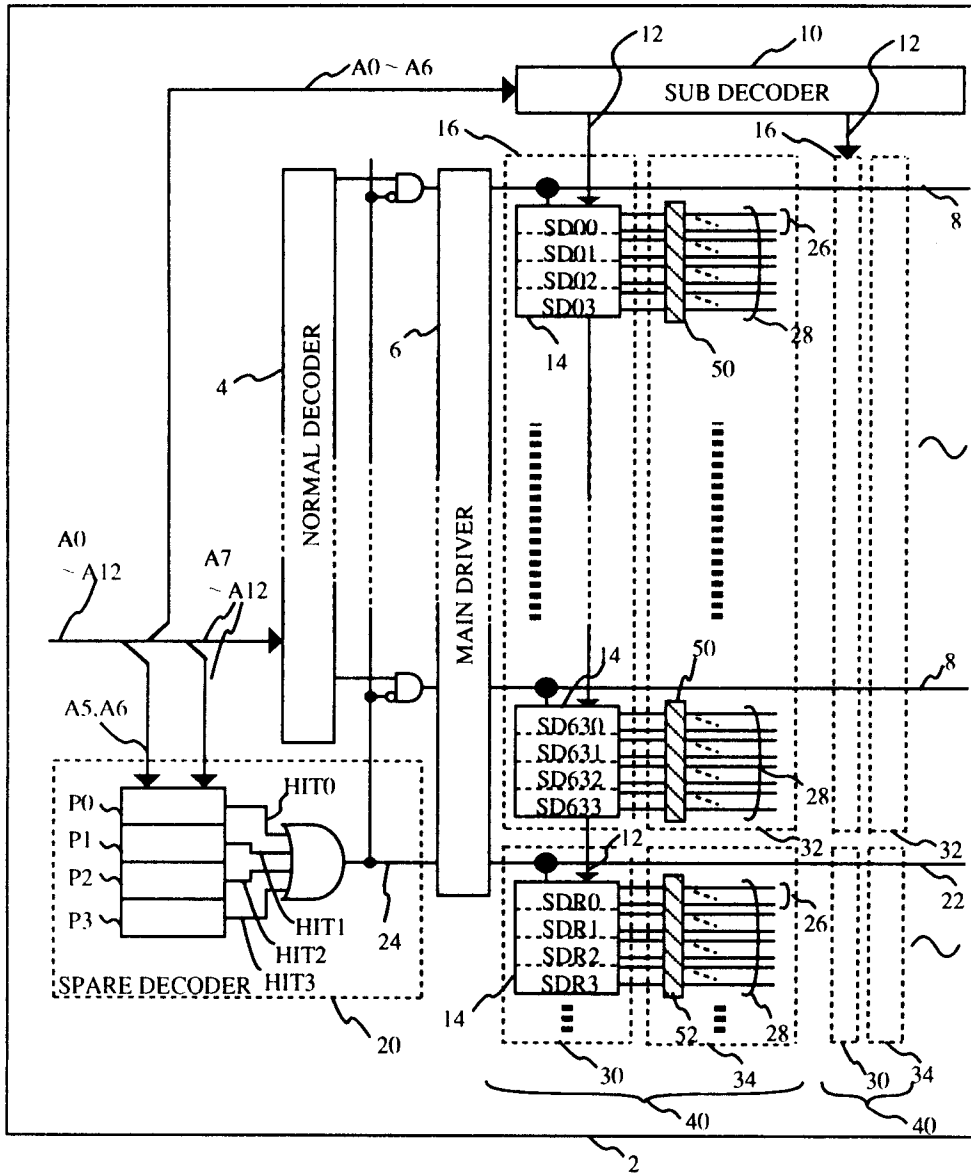 12
10
12
A0 ~ A6
SUB DECODER
16
16
8
SD00
SD01
SD02
SD03
26
28
14
50
6
4
NORMAL DECODER
MAIN DRIVER
A0
~ A12
A7
~ A12
A5,A6
14
50
8
SD630
SD631
SD632
SD633
28
32
32
12
22
HIT0
P0
P1
P2
P3
HIT1
HIT2
HIT3
24
SPARE DECODER
20
SDR0
SDR1
SDR2
SDR3
26
14
52
28
30
34
30
34
40
40
2